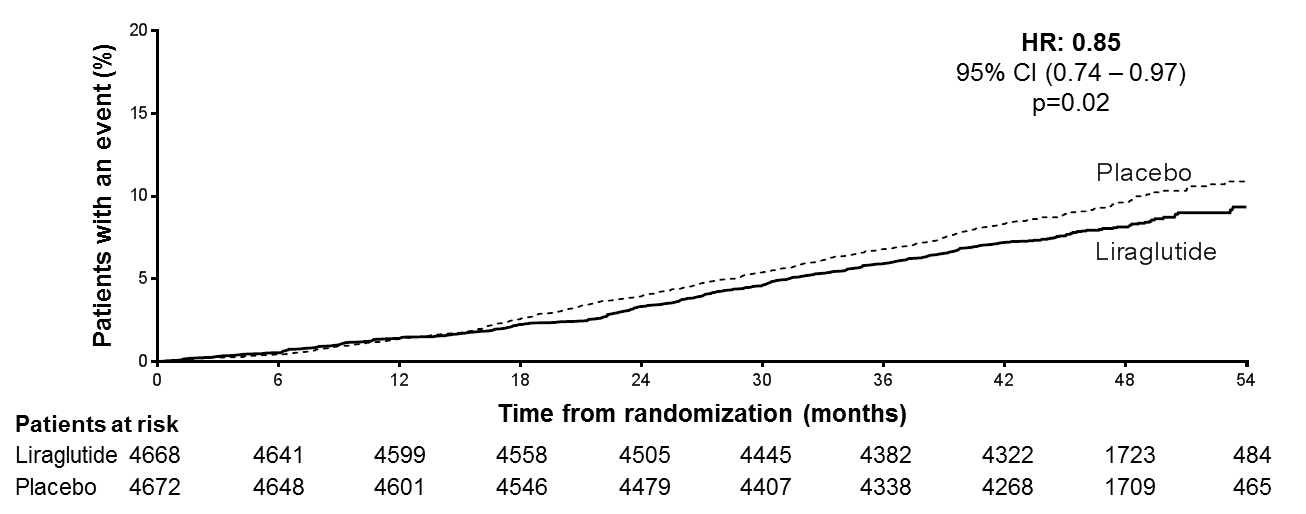 HR: 0.85
95% CI (0.74 – 0.97)
p=0.02
Patients with an event (%)
20
15
10
5
0
Placebo
Liraglutide
0 6 12 18 24 30 36 42 48 54
Time from randomization (months)
Patients at risk
Liraglutide 4668 4641 4599 4558 4505 4445 4382 4322 1723 484
Placebo 4672 4648 4601 4546 4479 4407 4338 4268 1709 465